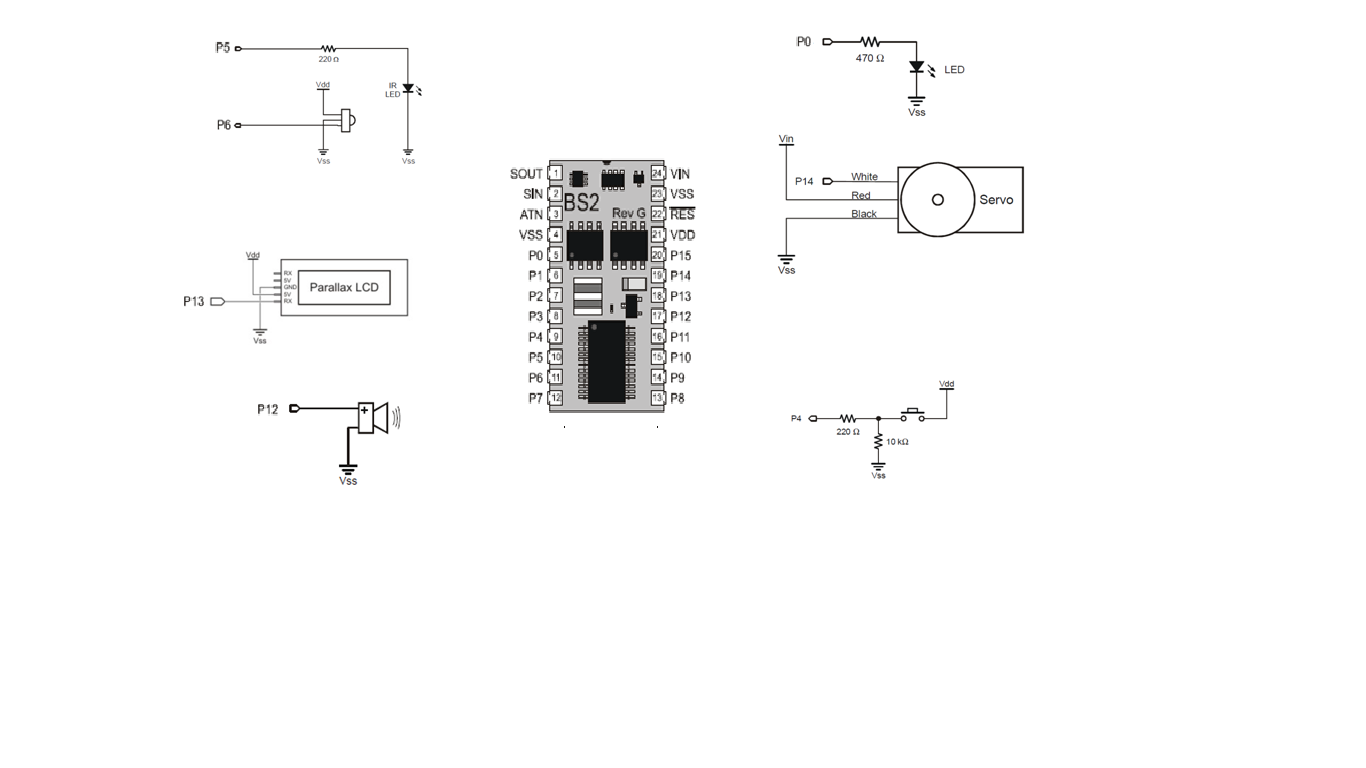 P5
220 Ω
Vdd
IR
LED
P6
Vss
Vss
Vdd
RX
5V
GND
5V
RX
Parallax LCD
P13
Vss
P12
+
Vss
SOUT 1
SIN 2
ATN 3
VSS 4
P0 5
P1 6
P2 7
P3 8
P4 9
P5 10
P6 11
P7 12
BS2
Rev G
24 VIN
23 VSS
22 RES
21 VDD
20 P15
19 P14
18 P13
17 P12
16 P11
15 P10
14 P9
13 P8
P0
470 Ω
LED
Vss
Vin
P14
White
Red
Black
Servo
Vss
Vdd
P4
220 Ω
10 kΩ
Vss